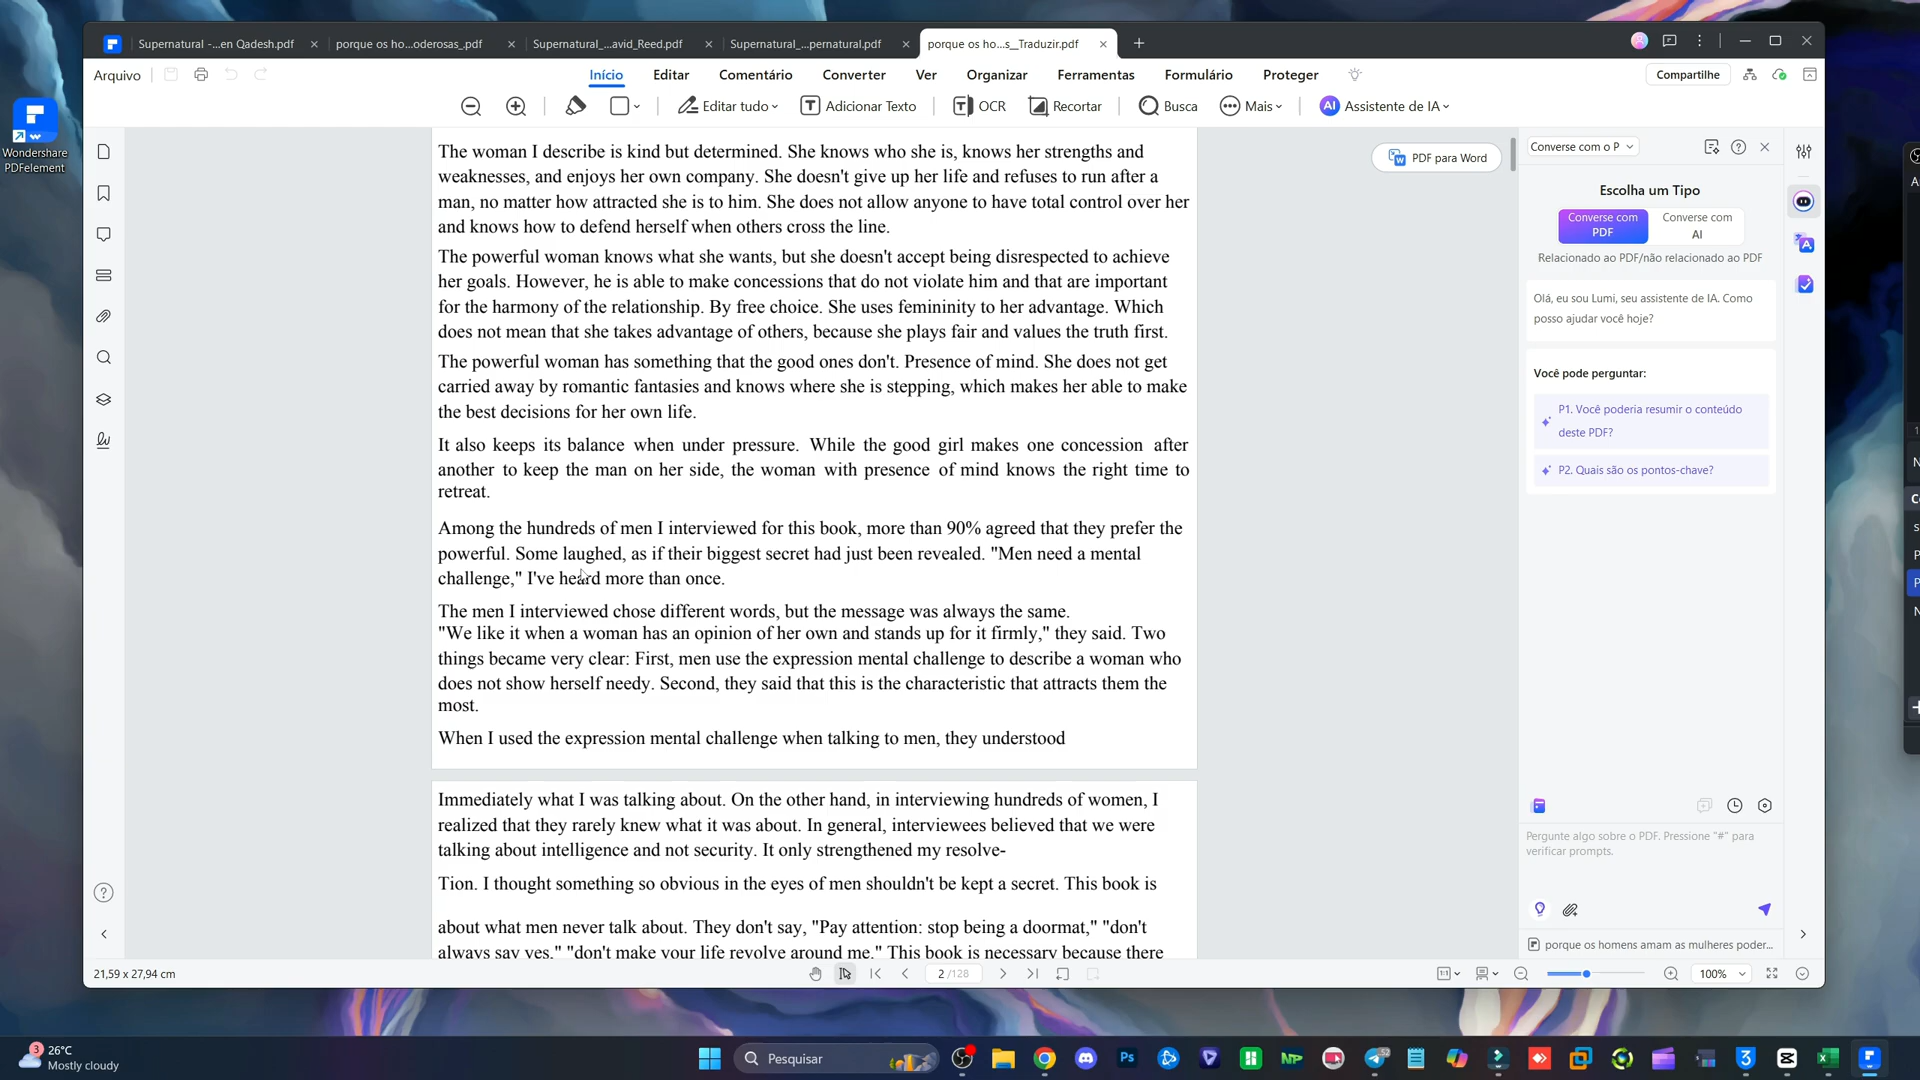 Supernatural -...en Qadesh.pdf
porque os ho...oderosas_.pdf
Supernatural_...avid_Reed.pdf
Supernatural_...pernatural.pdf
porque os ho...s__Traduzir.pdf
Arquivo
Início
Editar
Comentário
Converter
Ver
Organizar
Ferramentas
Formulário
Proteger
Compartilhe
Editar tudo
Adicionar Texto
OCR
Recortar
Busca
Mais
AI Assistente de IA
Wondershare
PDFelement
The woman I describe is kind but determined. She knows who she is, knows her strengths and
weaknesses, and enjoys her own company. She doesn't give up her life and refuses to run after a
man, no matter how attracted she is to him. She does not allow anyone to have total control over her
and knows how to defend herself when others cross the line.
The powerful woman knows what she wants, but she doesn't accept being disrespected to achieve
her goals. However, he is able to make concessions that do not violate him and that are important
for the harmony of the relationship. By free choice. She uses femininity to her advantage. Which
does not mean that she takes advantage of others, because she plays fair and values the truth first.
The powerful woman has something that the good ones don't. Presence of mind. She does not get
carried away by romantic fantasies and knows where she is stepping, which makes her able to make
the best decisions for her own life.
It also keeps its balance when under pressure. While the good girl makes one concession after
another to keep the man on her side, the woman with presence of mind knows the right time to
retreat.
Among the hundreds of men I interviewed for this book, more than 90% agreed that they prefer the
powerful. Some laughed, as if their biggest secret had just been revealed. "Men need a mental
challenge," I've heard more than once.
The men I interviewed chose different words, but the message was always the same.
"We like it when a woman has an opinion of her own and stands up for it firmly," they said. Two
things became very clear: First, men use the expression mental challenge to describe a woman who
does not show herself needy. Second, they said that this is the characteristic that attracts them the
most.
When I used the expression mental challenge when talking to men, they understood
Immediately what I was talking about. On the other hand, in interviewing hundreds of women, I
realized that they rarely knew what it was about. In general, interviewees believed that we were
talking about intelligence and not security. It only strengthened my resolve-
Tion. I thought something so obvious in the eyes of men shouldn't be kept a secret. This book is
about what men never talk about. They don't say, "Pay attention: stop being a doormat," "don't
always say yes," "don't make your life revolve around me." This book is necessary because there
PDF para Word
Converse com o P
Escolha um Tipo
Converse com
PDF
Converse com
AI
Relacionado ao PDF/não relacionado ao PDF
Olá, eu sou Lumi, seu assistente de IA. Como
posso ajudar você hoje?
Você pode perguntar:
P1. Você poderia resumir o conteúdo
deste PDF?
P2. Quais são os pontos-chave?
Pergunte algo sobre o PDF. Pressione "#" para
verificar prompts.
porque os homens amam as mulheres poder...
21,59 x 27,94 cm
2 /128
100%
3
26°C
Mostly cloudy
Pesquisar
Ps
NP